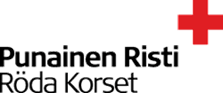 Punainen Risti
Röda Korset